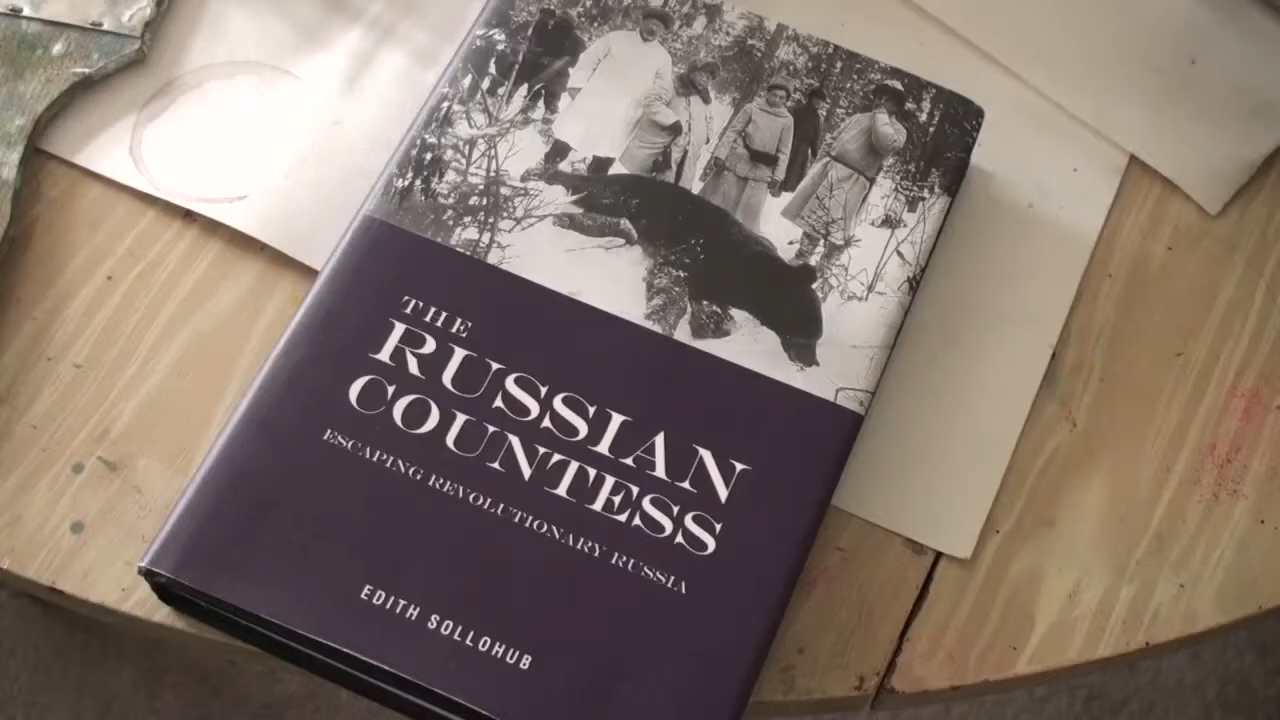 THE
RUSSIAN
COUNTESS
ESCAPING REVOLUTIONARY RUSSIA
EDITH SOLLOHUB